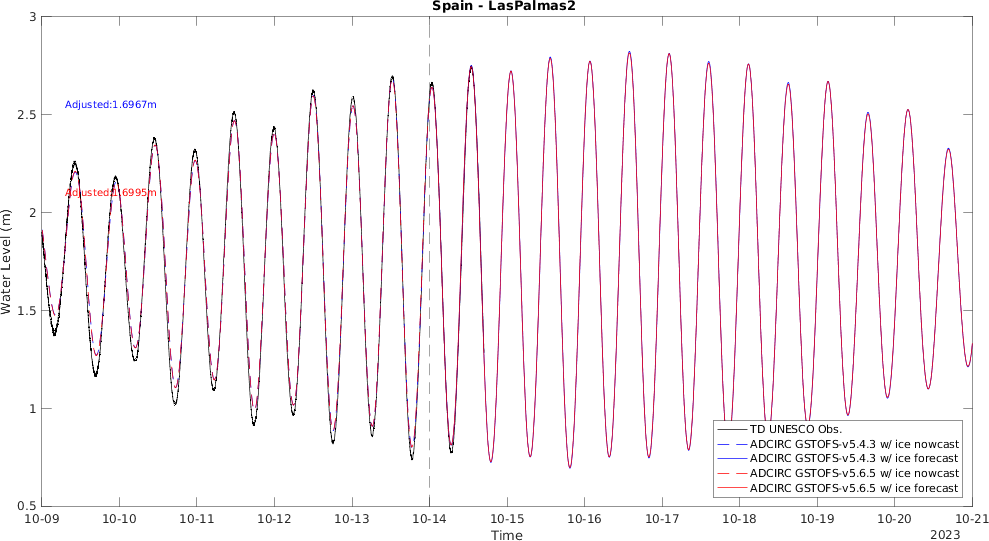 Spain - LasPalmas2
3
2.5
2
1.5
1
0.5
Water Level (m)
Adjusted:1.6967m
Adjusted:1.6995m
TD UNESCO Obs.
ADCIRC GSTOFS-v5.4.3 w/ ice nowcast
ADCIRC GSTOFS-v5.4.3 w/ ice forecast
ADCIRC GSTOFS-v5.6.5 w/ ice nowcast
ADCIRC GSTOFS-v5.6.5 w/ ice forecast
10-09 10-10 10-11 10-12 10-13 10-14 10-15 10-16 10-17 10-18 10-19 10-20 10-21
Time
2023